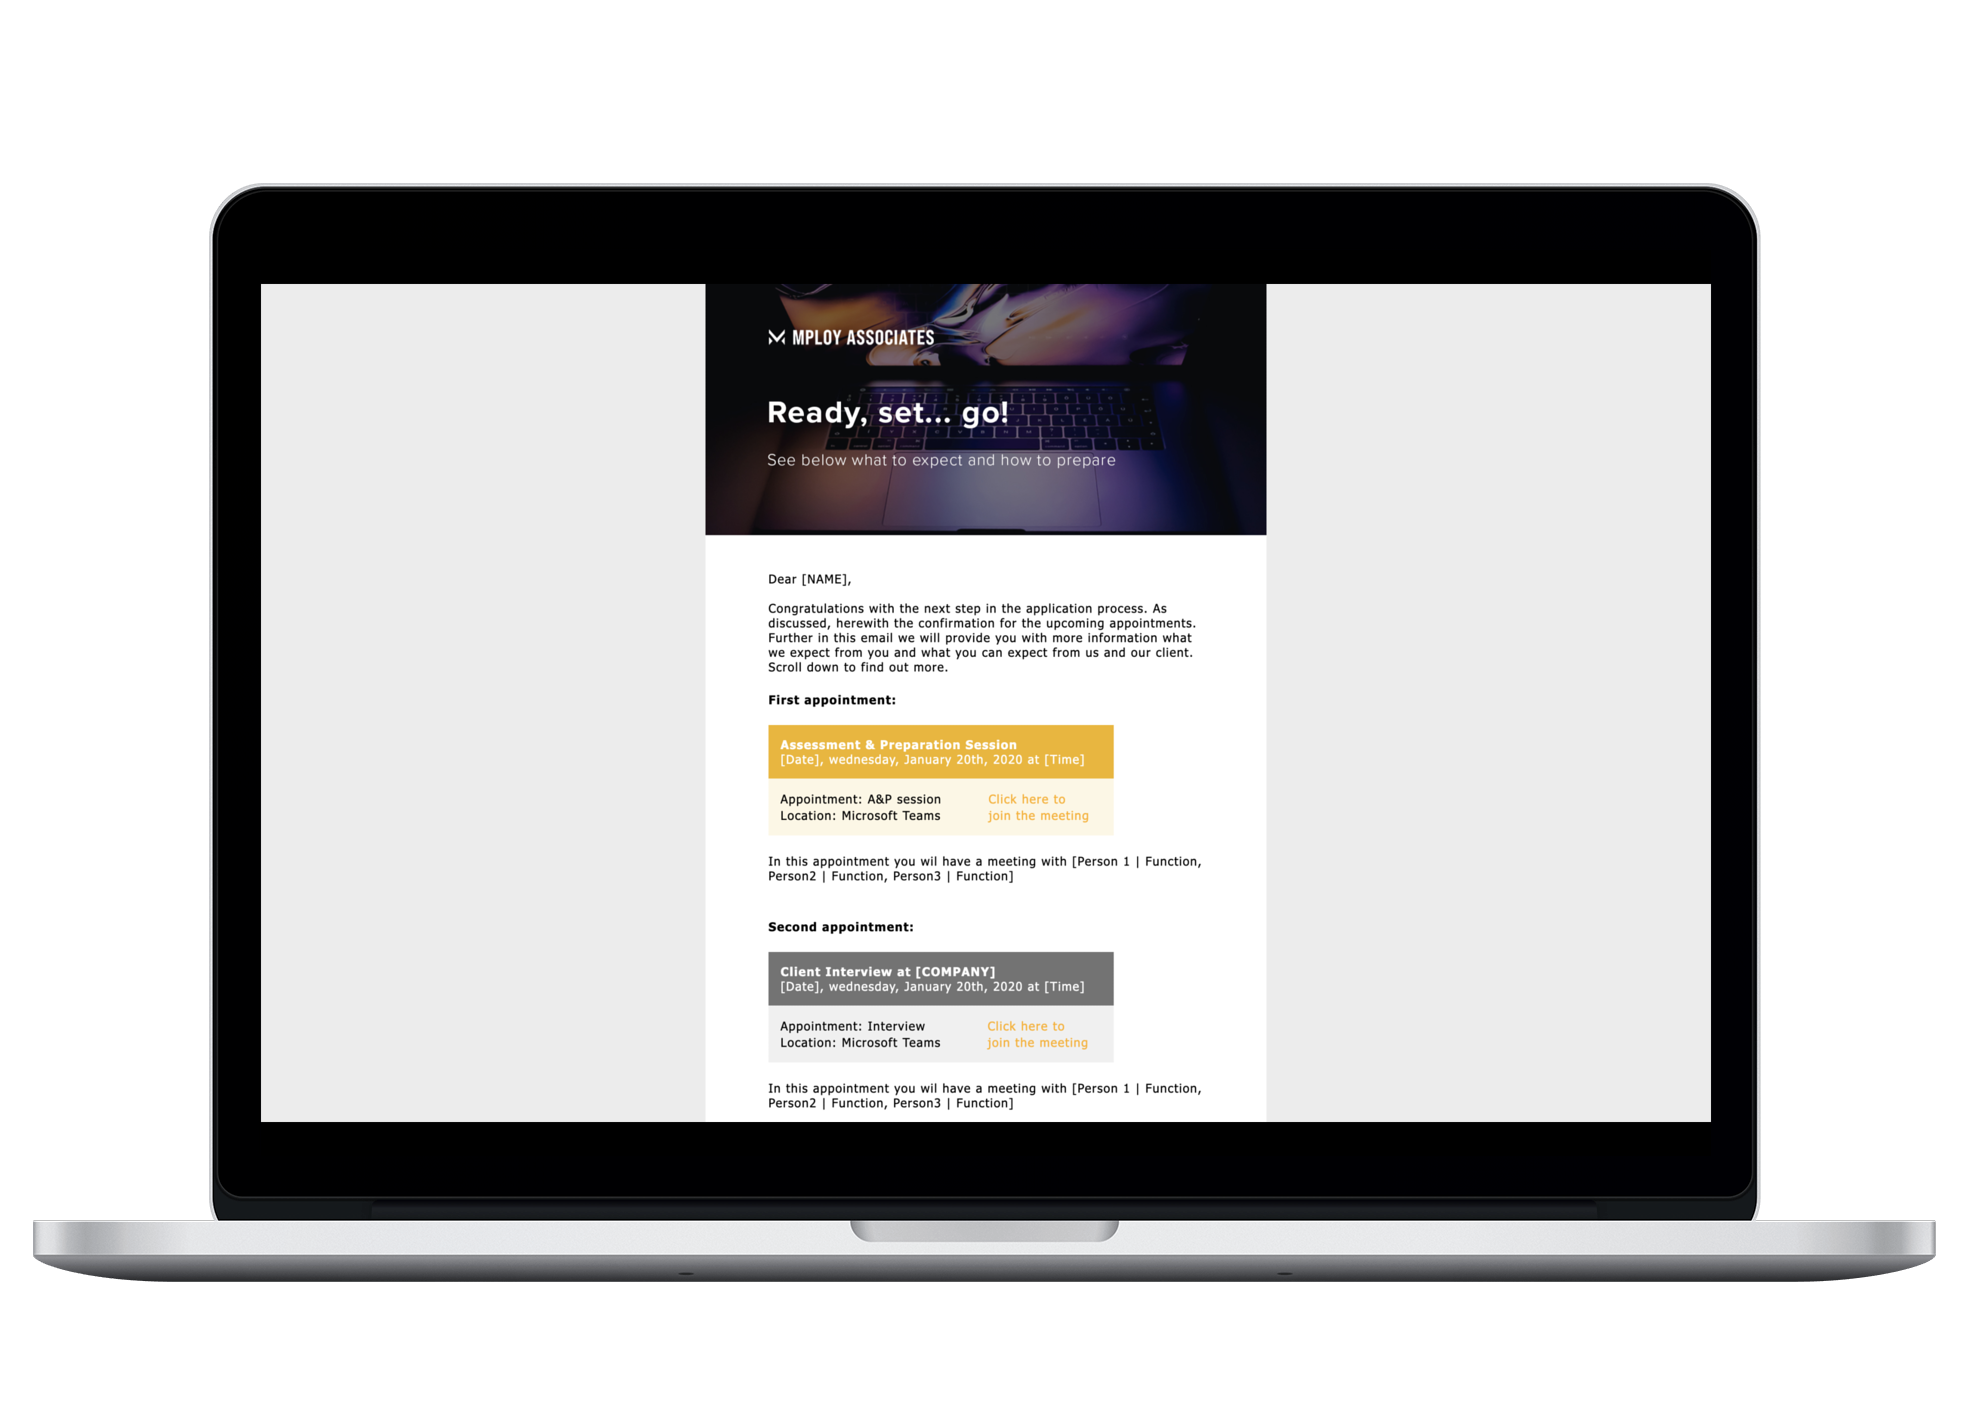 MPLOY ASSOCIATES
Ready, set... go!
See below what to expect and how to prepare
Dear [NAME],
Congratulations with the next step in the application process. As
discussed, herewith the confirmation for the upcoming appointments.
Further in this email we will provide you with more information what
we expect from you and what you can expect from us and our client.
Scroll down to find out more.
First appointment:
Assessment & Preparation Session
[Date], wednesday, January 20th, 2020 at [Time]
Appointment: A&P session
Location: Microsoft Teams
Click here to
join the meeting
In this appointment you wil have a meeting with [Person 1 | Function,
Person2 | Function, Person3 | Function]
Second appointment:
Client Interview at [COMPANY]
[Date], wednesday, January 20th, 2020 at [Time]
Appointment: Interview
Location: Microsoft Teams
Click here to
join the meeting
In this appointment you wil have a meeting with [Person 1 | Function,
Person2 | Function, Person3 | Function]